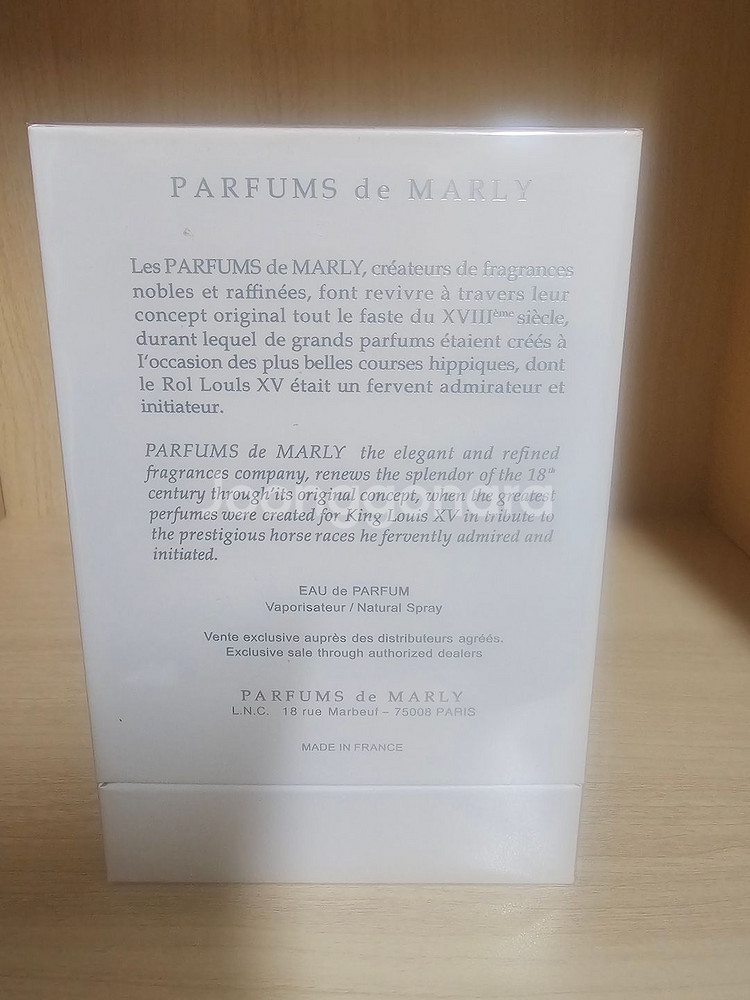 PARFUMS de MARLY
Les PARFUMS de MARLY, créateurs de fragrances
nobles et raffinées, font revivre à travers leur
concept original tout le faste du XVIIIème siècle,
durant lequel de grands parfums étaient créés à
l'occasion des plus belles courses hippiques, dont
le Rol Louls XV était un fervent admirateur et
initiateur.
PARFUMS de MARLY the elegant and refined
fragrances company, renews the splendor of the 18th
century through its original concept, when the greatest
perfumes were created for King Louis XV in tribute to
the prestigious horse races he fervently admired and
initiated.
Joonggonara
EAU de PARFUM
Vaporisateur / Natural Spray
Vente exclusive auprès des distributeurs agréés.
Exclusive sale through authorized dealers
PARFUMS de MARLY
L.N.C. 18 rue Marbeuf – 75008 PARIS
MADE IN FRANCE